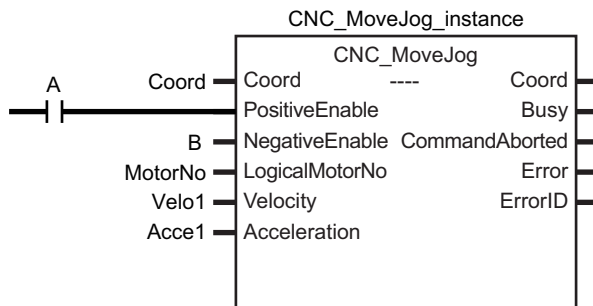 CNC_MoveJog_instance
CNC_MoveJog
A
Coord Coord ---- Coord
PositiveEnable Busy
B NegativeEnable CommandAborted
MotorNo LogicalMotorNo Error
Velo1 Velocity ErrorID
Acce1 Acceleration